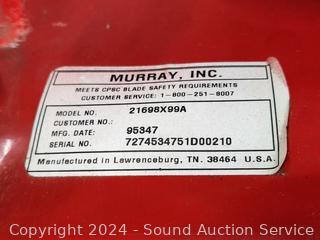 MURRAY, INC.
MEETS CPSC BLADE SAFETY REQUIREMENTS
CUSTOMER SERVICE: 1-800-251-8007
MODEL NO. 21698X99A
CUSTOMER NO.:
MFG. DATE: 95347
SERIAL NO. 7274534751D00210
Manufactured in Lawrenceburg, TN. 38464 U.S.A.
Copyright 2024 - Sound Auction Service